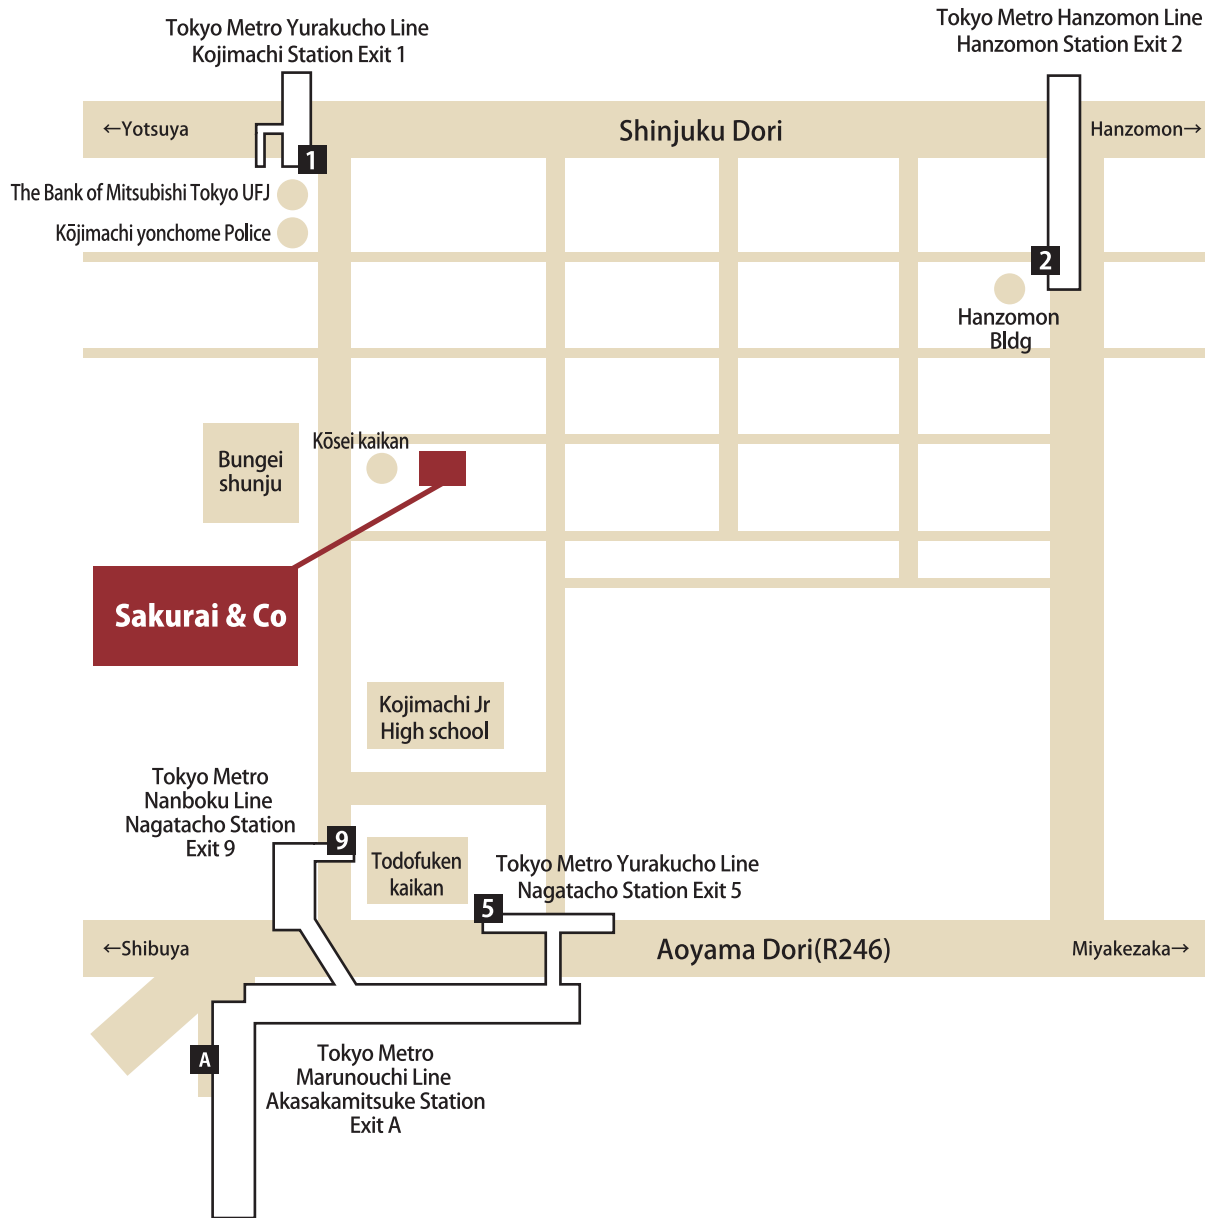 Tokyo Metro Yurakucho Line
Kojimachi Station Exit 1
Tokyo Metro Hanzomon Line
Hanzomon Station Exit 2
←Yotsuya
Shinjuku Dori
Hanzomon→
1
The Bank of Mitsubishi Tokyo UFJ
Kōjimachi yonchome Police
2
Hanzomon
Bldg
Kōsei kaikan
Bungei
shunju
Sakurai & Co
Kojimachi Jr
High school
Tokyo Metro
Nanboku Line
Nagatacho Station
Exit 9
9
Todofuken
kaikan
Tokyo Metro Yurakucho Line
Nagatacho Station Exit 5
5
←Shibuya
Aoyama Dori(R246)
Miyakezaka→
A
Tokyo Metro
Marunouchi Line
Akasakamitsuke Station
Exit A